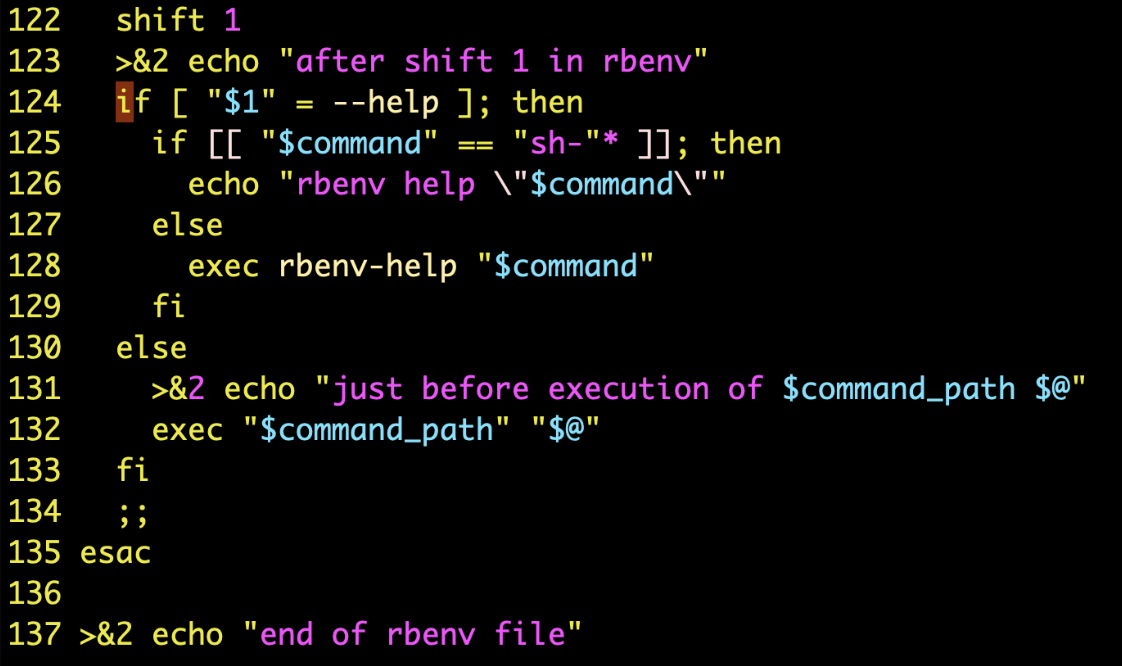 122   shift 1
123   >&2 echo "after shift 1 in rbenv"
124   if [ "$1" = --help ]; then
125     if [[ "$command" == "sh-"* ]]; then
126       echo "rbenv help \"$command\""
127     else
128       exec rbenv-help "$command"
129     fi
130   else
131     >&2 echo "just before execution of $command_path $@"
132     exec "$command_path" "$@"
133   fi
134   ;;
135 esac
136
137 >&2 echo "end of rbenv file"